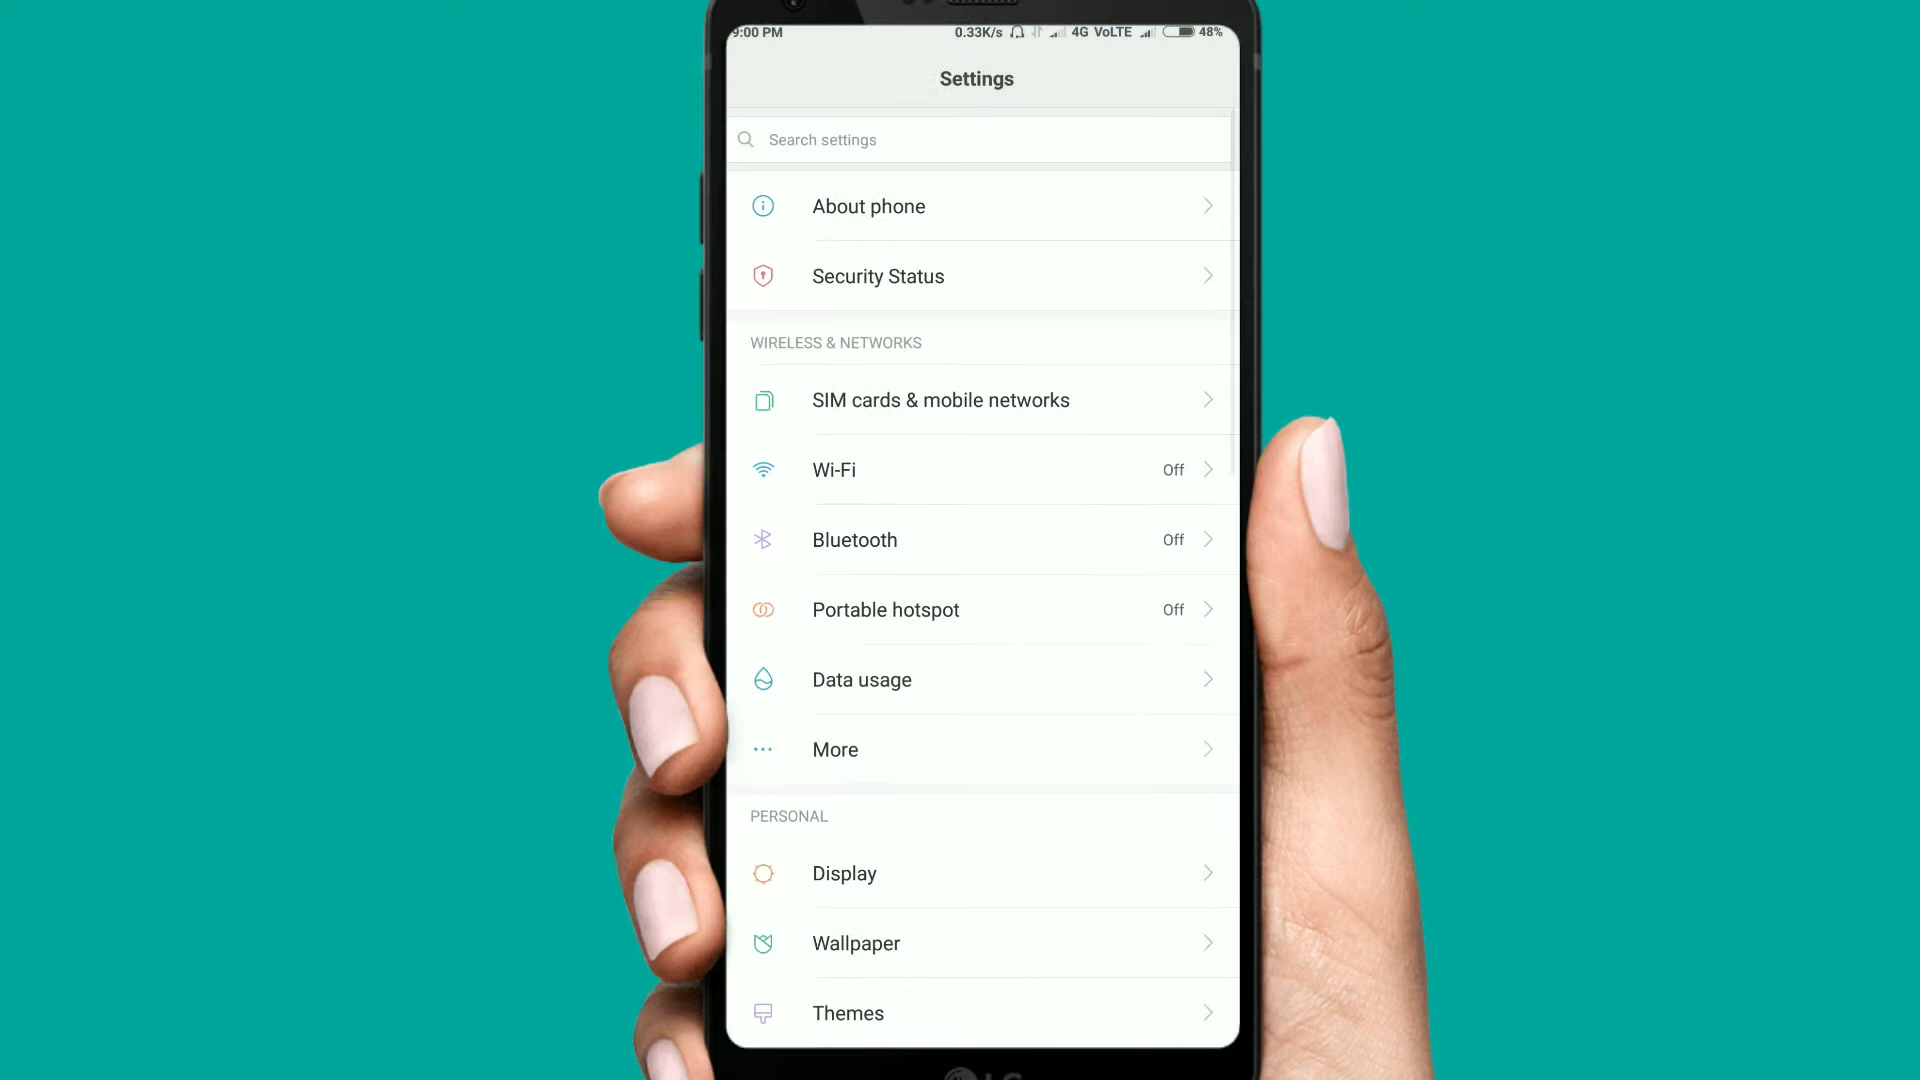 9:00 PM 0.33K/s 4G VoLTE 48%
Settings
Search settings
About phone
Security Status
WIRELESS & NETWORKS
SIM cards & mobile networks
Wi-Fi Off
Bluetooth Off
Portable hotspot Off
Data usage
More
PERSONAL
Display
Wallpaper
Themes
LG